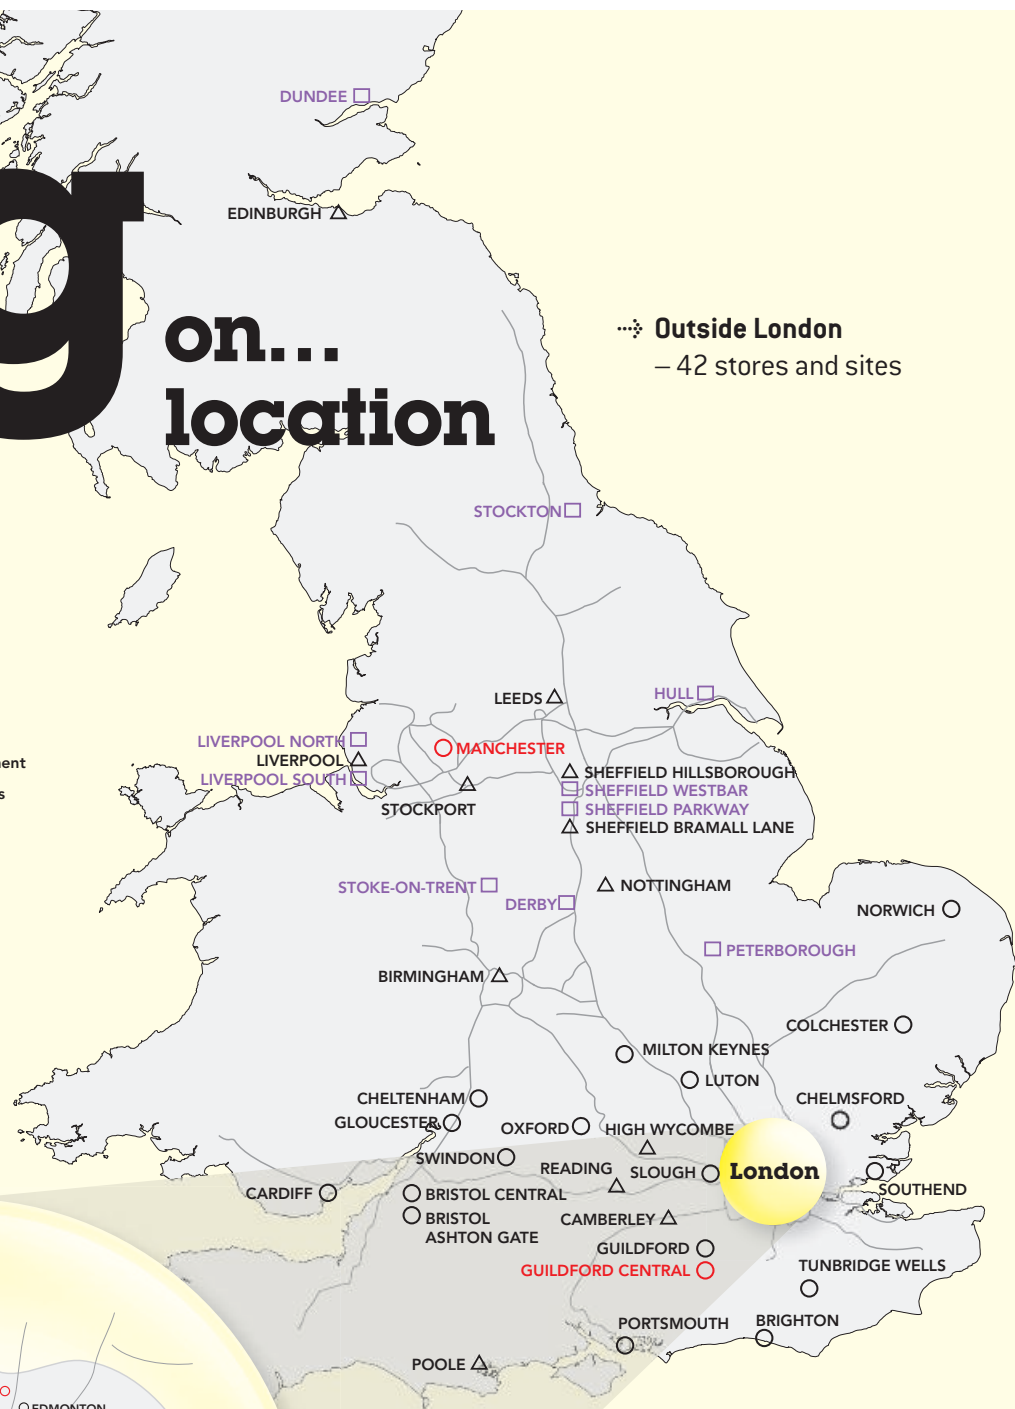 DUNDEE
EDINBURGH
g
on...
location
Outside London
– 42 stores and sites
STOCKTON
LEEDS
HULL
LIVERPOOL NORTH
MANCHESTER
LIVERPOOL
LIVERPOOL SOUTH
STOCKPORT
SHEFFIELD HILLSBOROUGH
SHEFFIELD WESTBAR
SHEFFIELD PARKWAY
SHEFFIELD BRAMALL LANE
STOKE-ON-TRENT
NOTTINGHAM
DERBY
NORWICH
PETERBOROUGH
BIRMINGHAM
COLCHESTER
MILTON KEYNES
LUTON
CHELTENHAM
CHELMSFORD
GLOUCESTER
OXFORD
HIGH WYCOMBE
SWINDON
READING
SLOUGH
London
SOUTHEND
CARDIFF
BRISTOL CENTRAL
BRISTOL
ASHTON GATE
CAMBERLEY
GUILDFORD
GUILDFORD CENTRAL
TUNBRIDGE WELLS
PORTSMOUTH
BRIGHTON
POOLE
EDMONTON